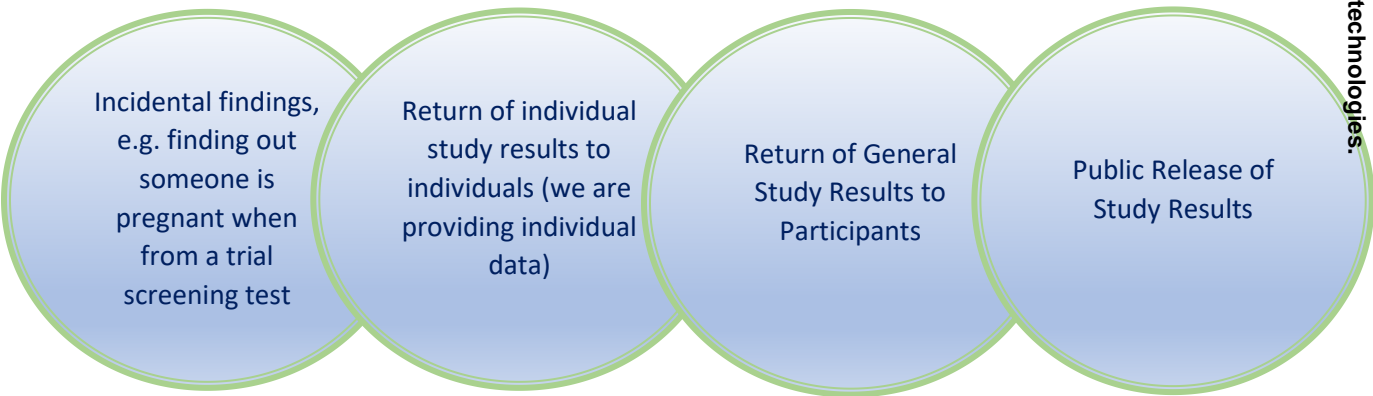 Incidental findings,
e.g. finding out
someone is
pregnant when
from a trial
screening test
Return of individual
study results to
individuals (we are
providing individual
data)
Return of General
Study Results to
Participants
Public Release of
Study Results
technologies.